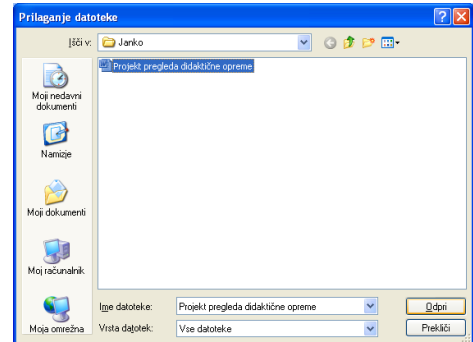 Prilaganje datoteke
Išči v: Janko
Projekt pregleda didaktične opreme
Moji nedavni
dokumenti
Namizje
Moji dokumenti
Moj računalnik
Moja omrežna
Ime datoteke: Projekt pregleda didaktične opreme Odpri
Vrsta datotek: Vse datoteke Prekliči